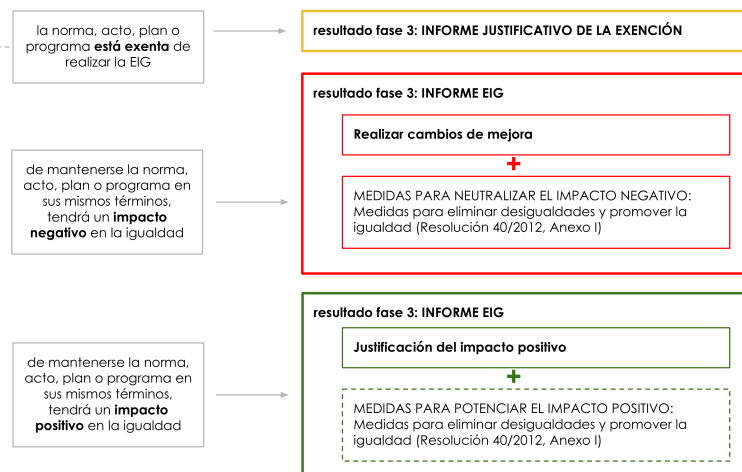 la norma, acto, plan o
programa está exenta de
realizar la EIG
resultado fase 3: INFORME JUSTIFICATIVO DE LA EXENCIÓN
de mantenerse la norma,
acto, plan o programa en
sus mismos términos,
tendrá un impacto
negativo en la igualdad
resultado fase 3: INFORME EIG
Realizar cambios de mejora
+
MEDIDAS PARA NEUTRALIZAR EL IMPACTO NEGATIVO:
Medidas para eliminar desigualdades y promover la
igualdad (Resolución 40/2012, Anexo I)
de mantenerse la norma,
acto, plan o programa en
sus mismos términos,
tendrá un impacto
positivo en la igualdad
resultado fase 3: INFORME EIG
Justificación del impacto positivo
+
MEDIDAS PARA POTENCIAR EL IMPACTO POSITIVO:
Medidas para eliminar desigualdades y promover la
igualdad (Resolución 40/2012, Anexo I)